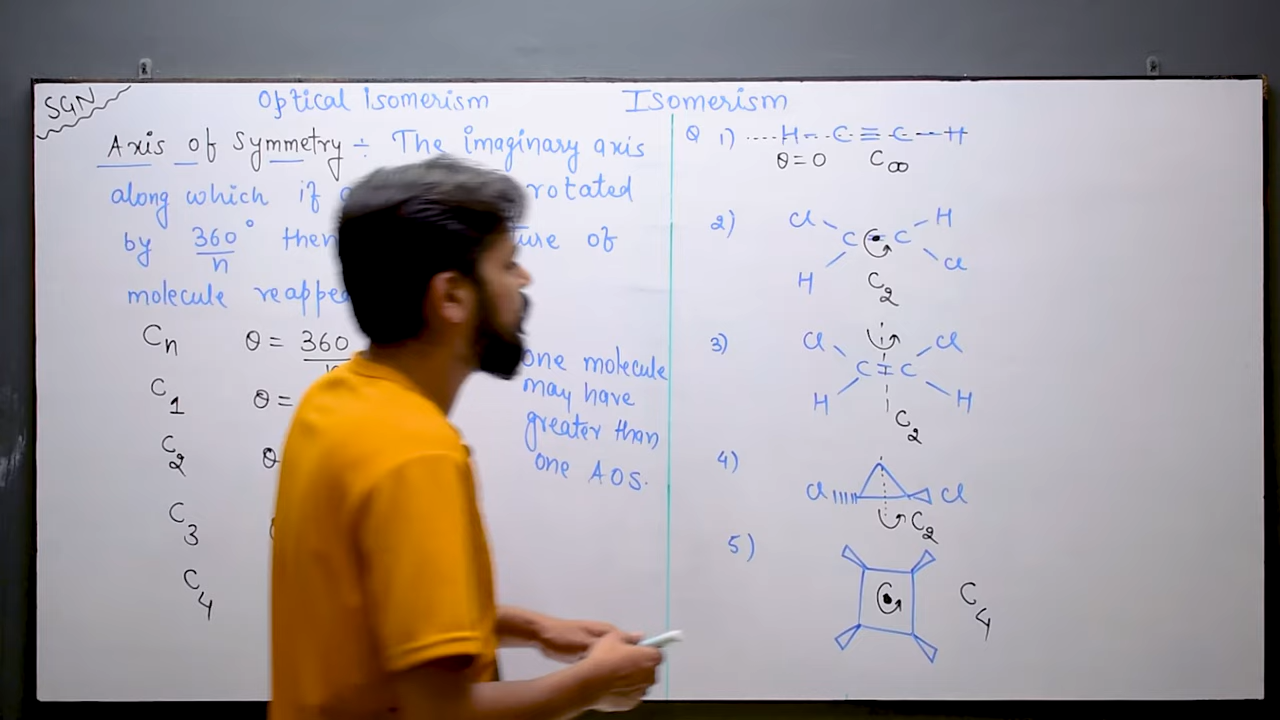 SGN
Optical Isomerism
Isomerism
Axis of Symmetry ÷ The imaginary axis
along which if rotated
by 360°/n then ture of
molecule reappe
Cn θ = 360
C1 θ =
C2 θ
C3
C4
one molecule
may have
greater than
one AOS.
Q 1) ....H-C≡C-H
θ=0 C∞
2) Cl H
C=C
H Cl
C2
3) Cl Cl
C=C
H H
C2
4) Cl Cl
C2
5) C4